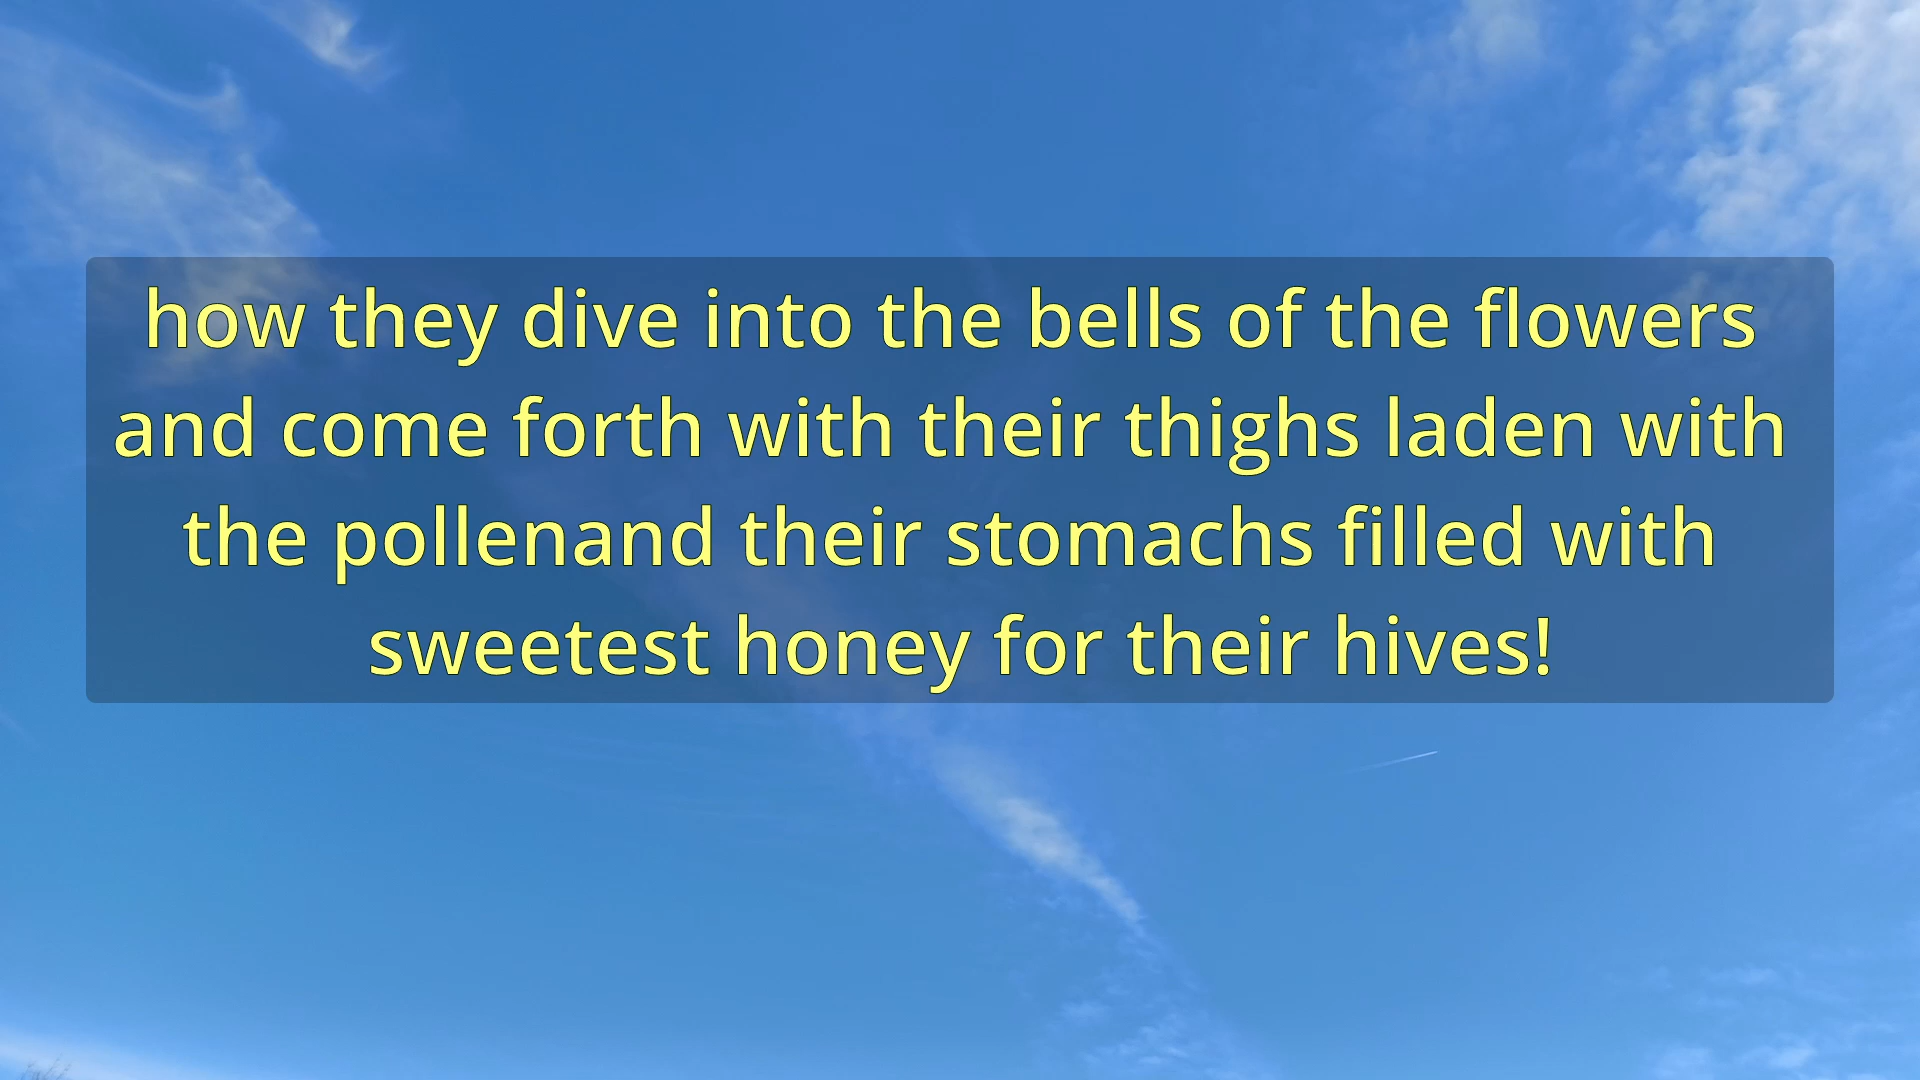 how they dive into the bells of the flowers
and come forth with their thighs laden with
the pollenand their stomachs filled with
sweetest honey for their hives!